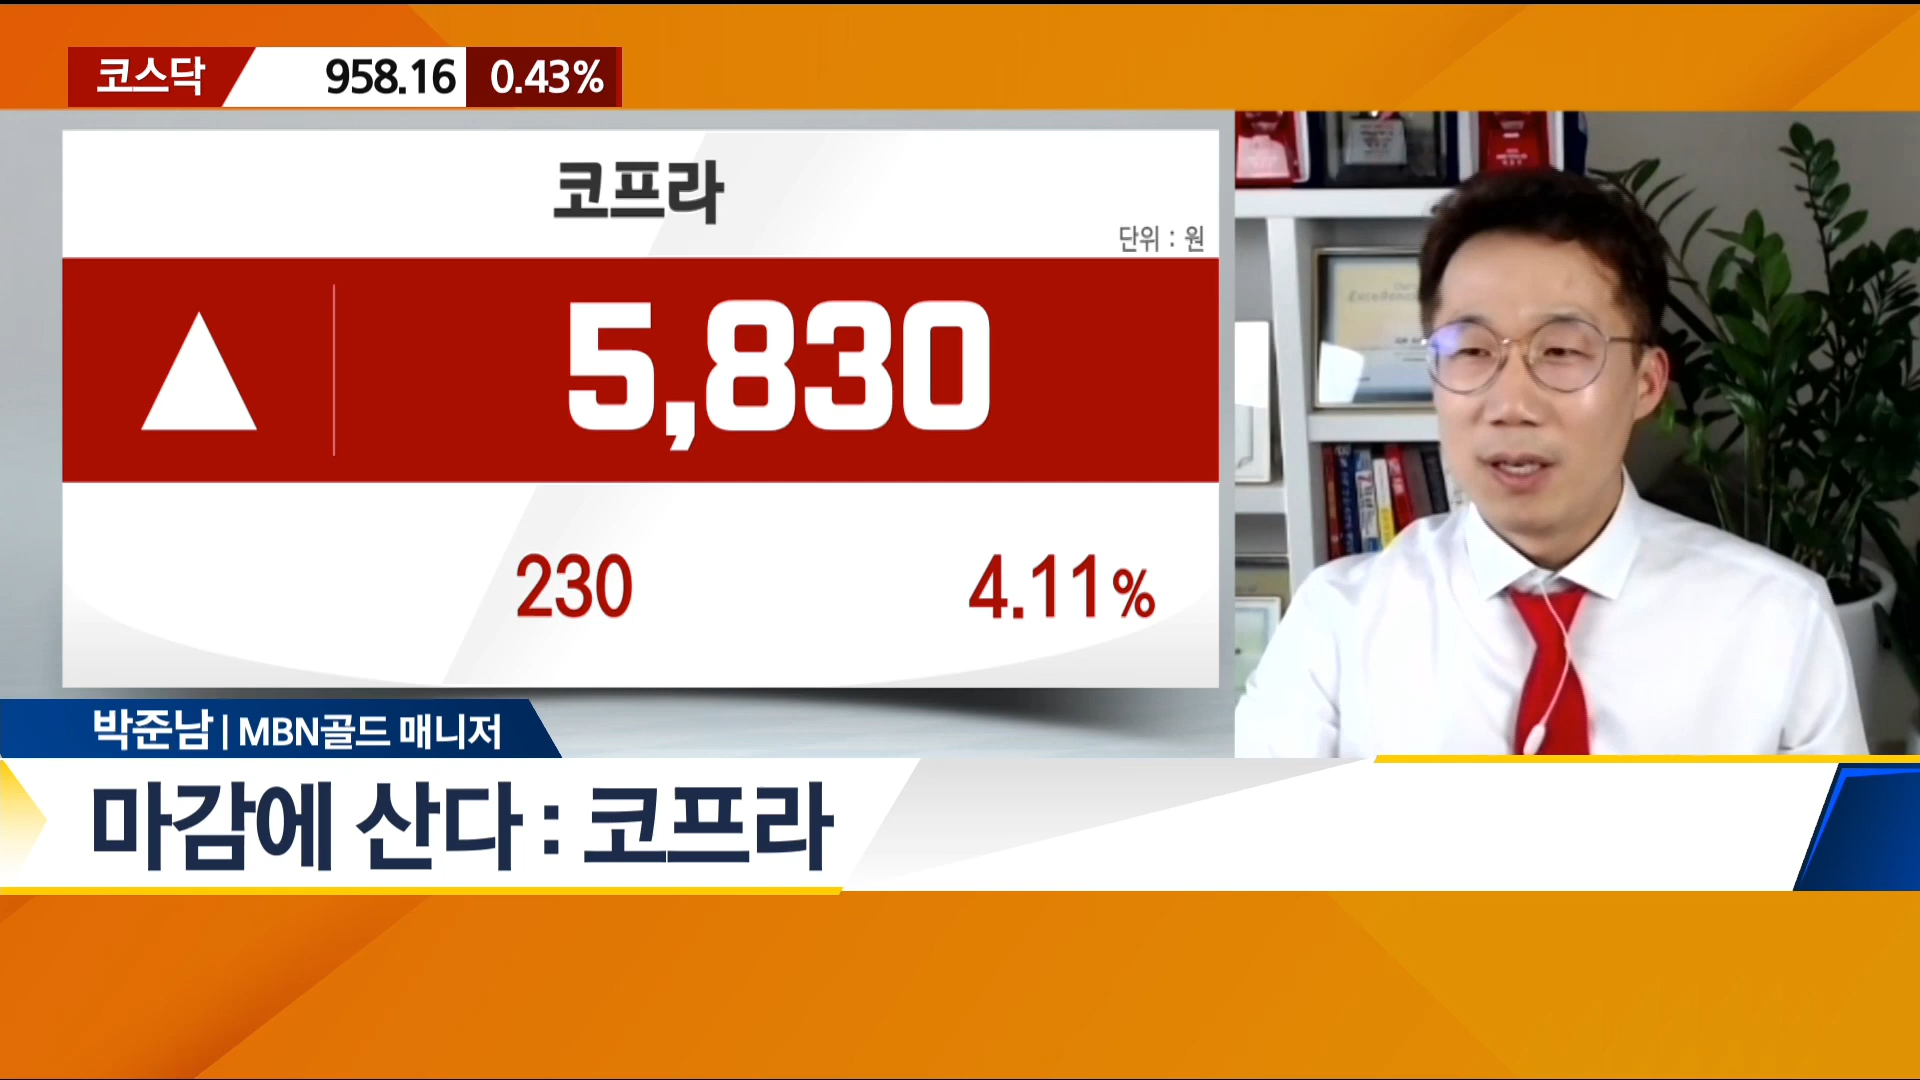 코스닥 958.16 0.43%
코프라
단위 : 원
▲ 5,830
230 4.11%
박준남 | MBN골드 매니저
마감에 산다 : 코프라